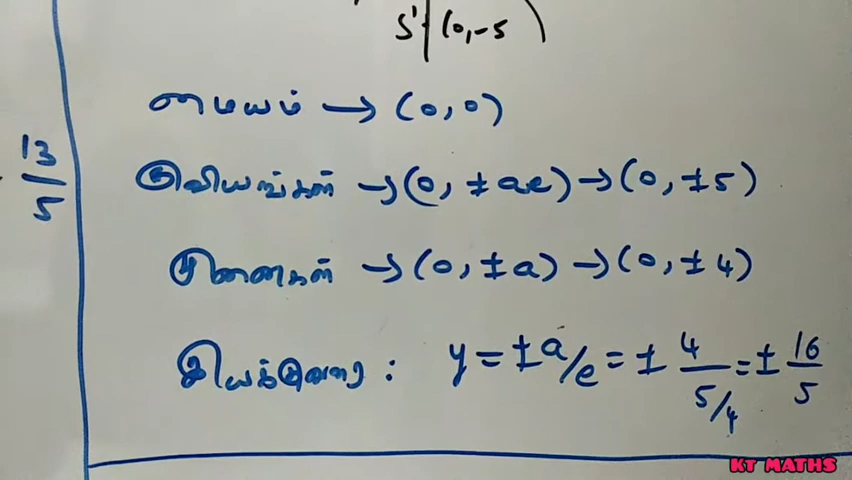 S' (0,-5)
மையம் → (0,0)
13/5
குவியங்கள் → (0, ±ae) → (0, ±5)
முனைகள் → (0, ±a) → (0, ±4)
இயக்குவரை : y = ±a/e = ± 4/5/4 = ± 16/5
KT MATHS